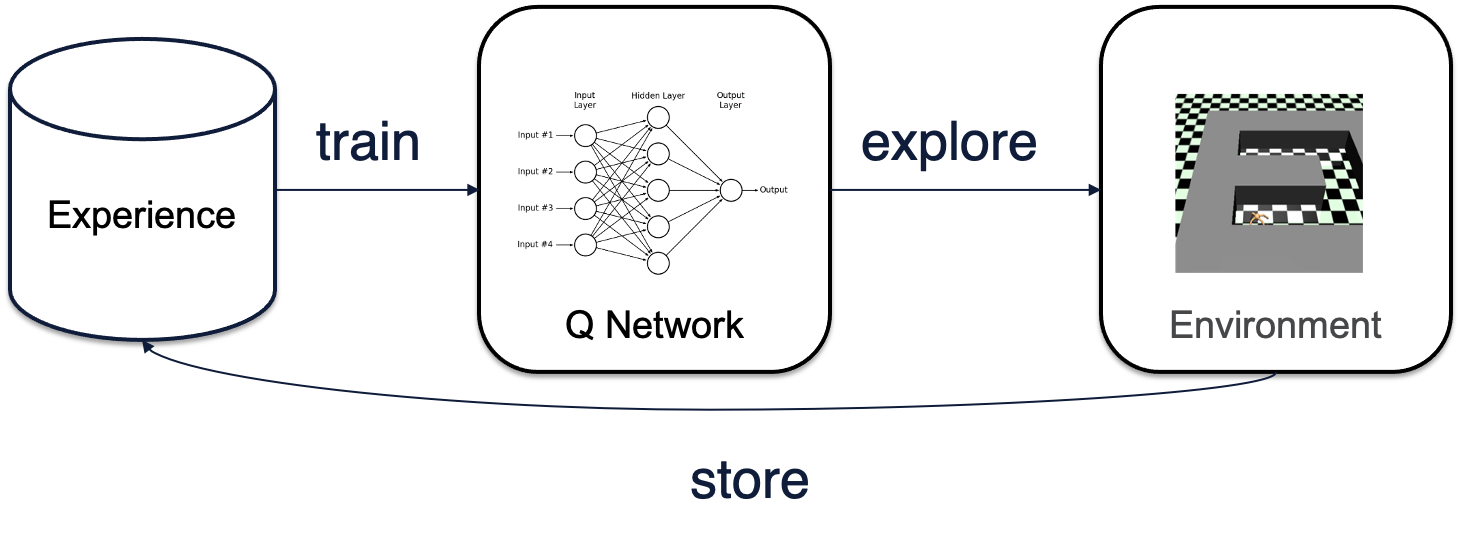 Experience
train
Input
Layer
Hidden Layer
Output
Layer
Input #1
Input #2
Input #3
Input #4
Output
Q Network
explore
Environment
store